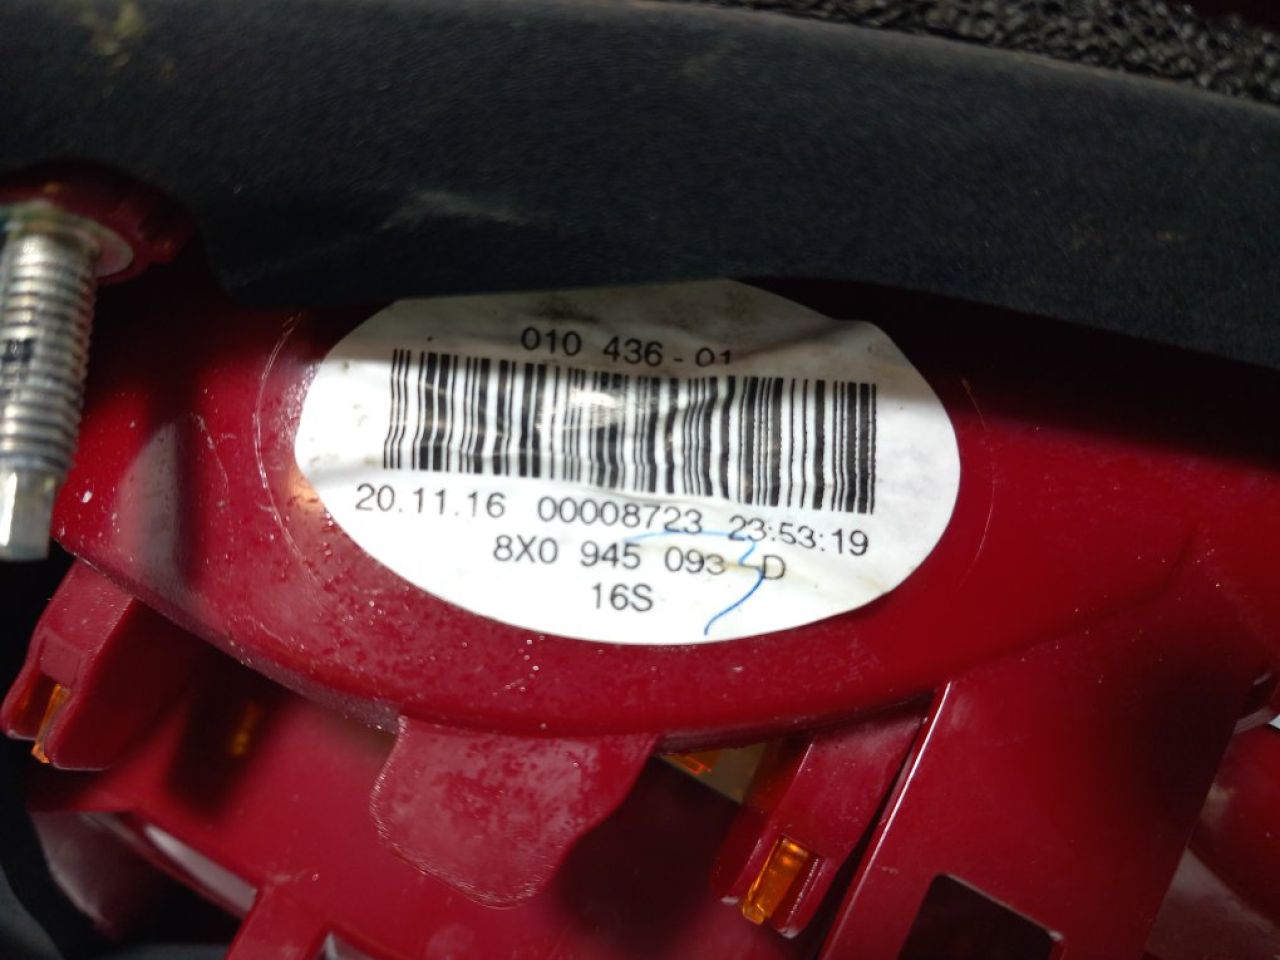 010 436-01
20.11.16 00008723 23:53:19
8X0 945 093 D
16S